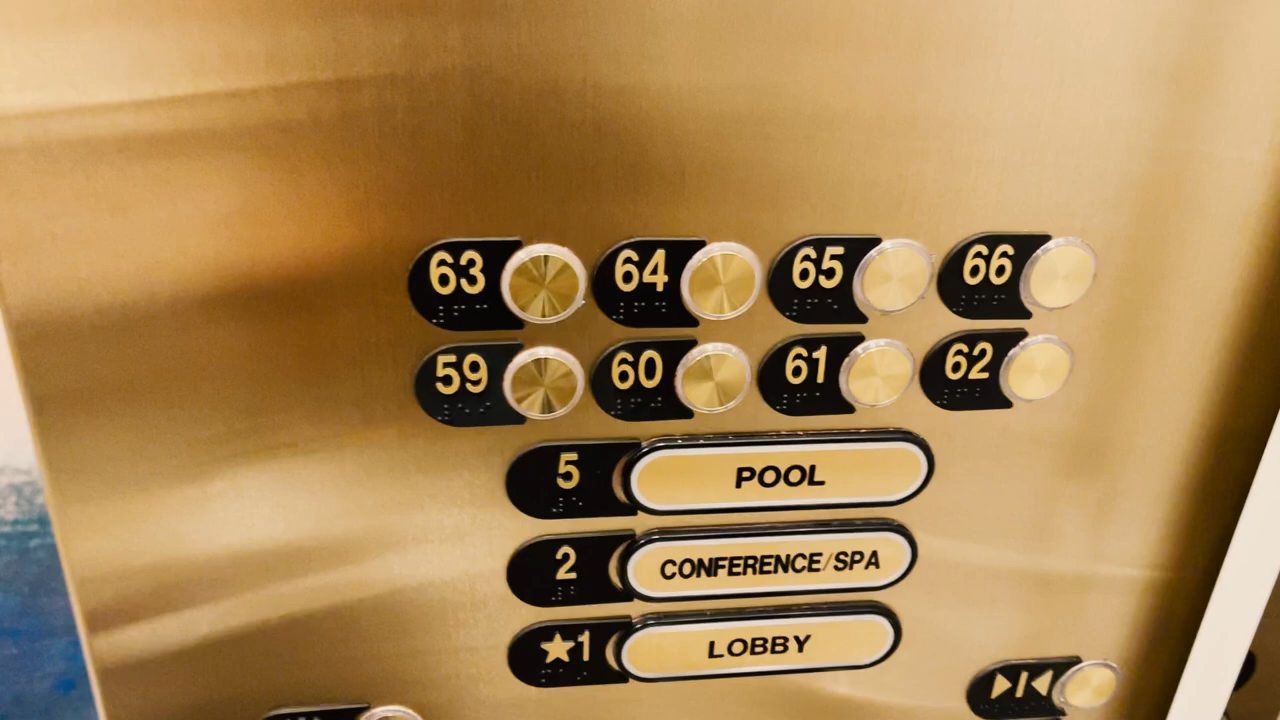 63 64 65 66
59 60 61 62
5 POOL
2 CONFERENCE/SPA
★1 LOBBY
▶|◀